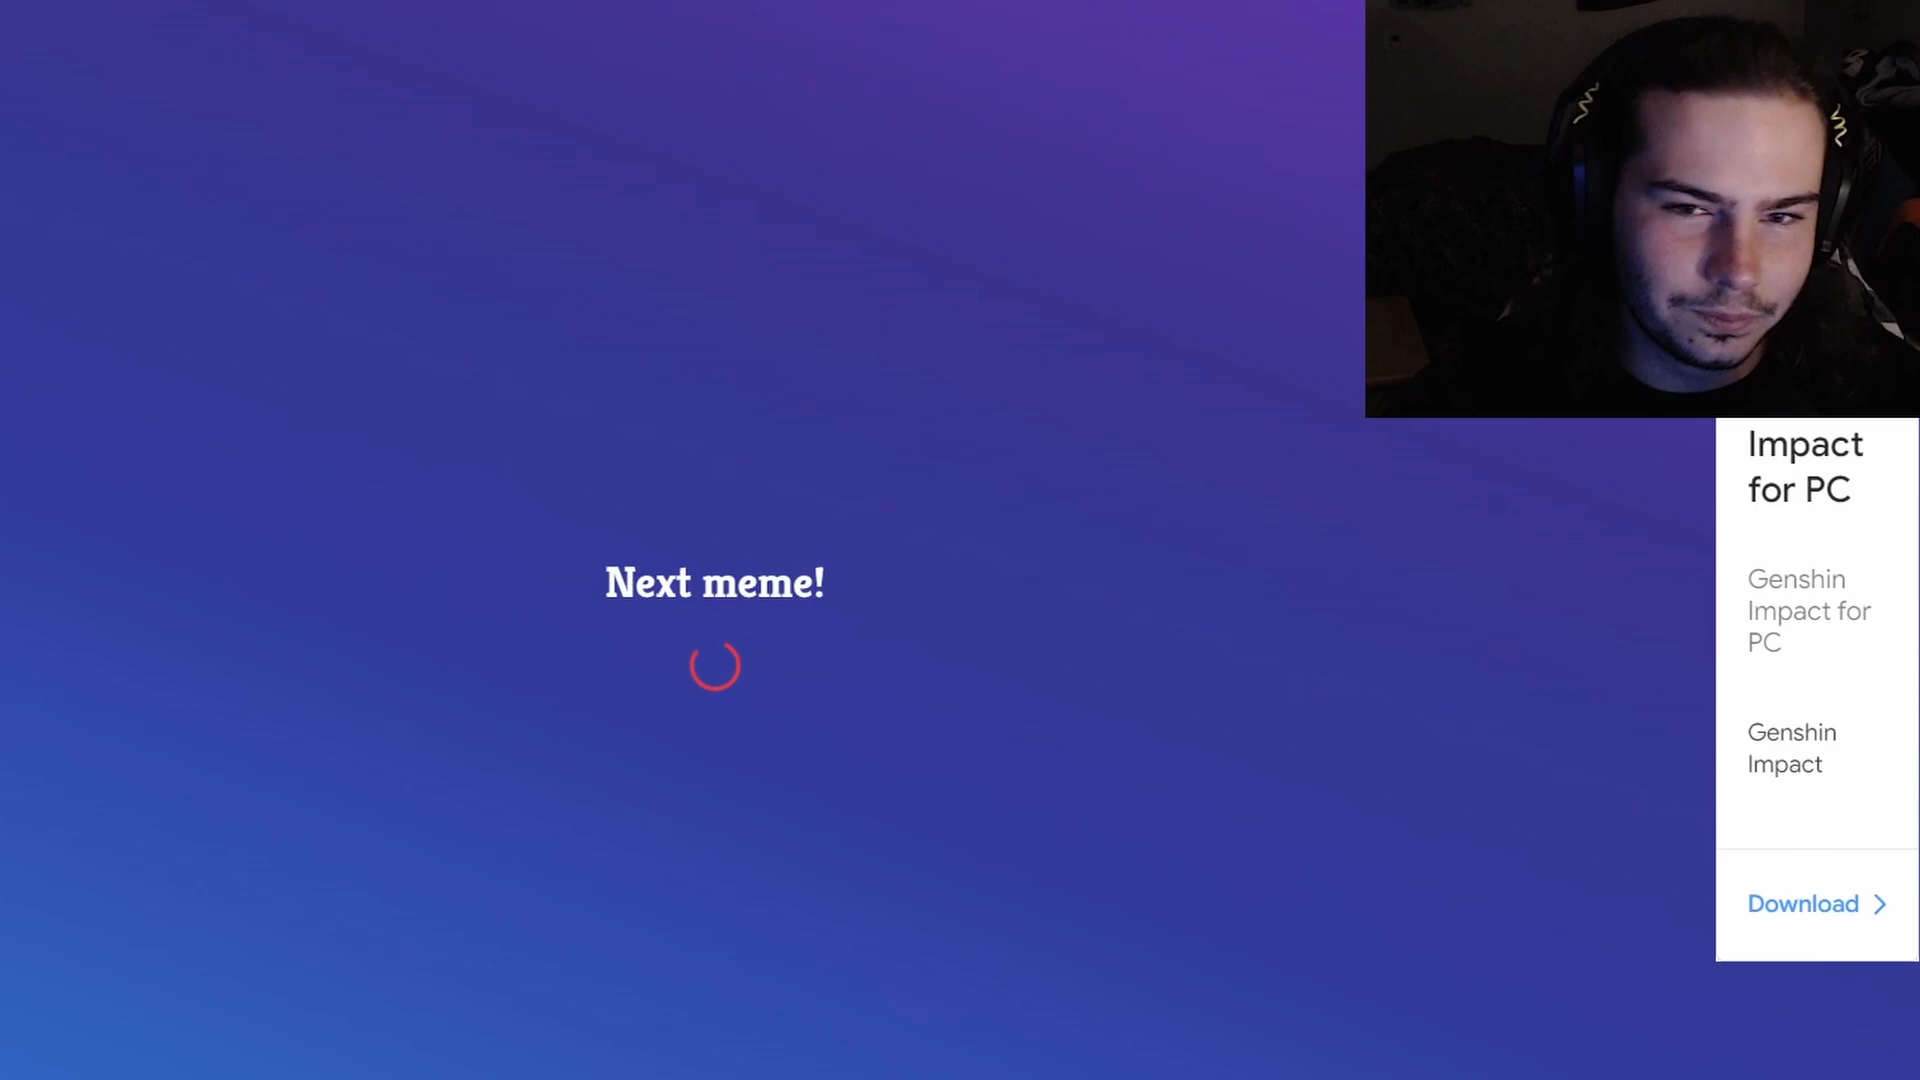 Next meme!
Impact
for PC
Genshin
Impact for
PC
Genshin
Impact
Download